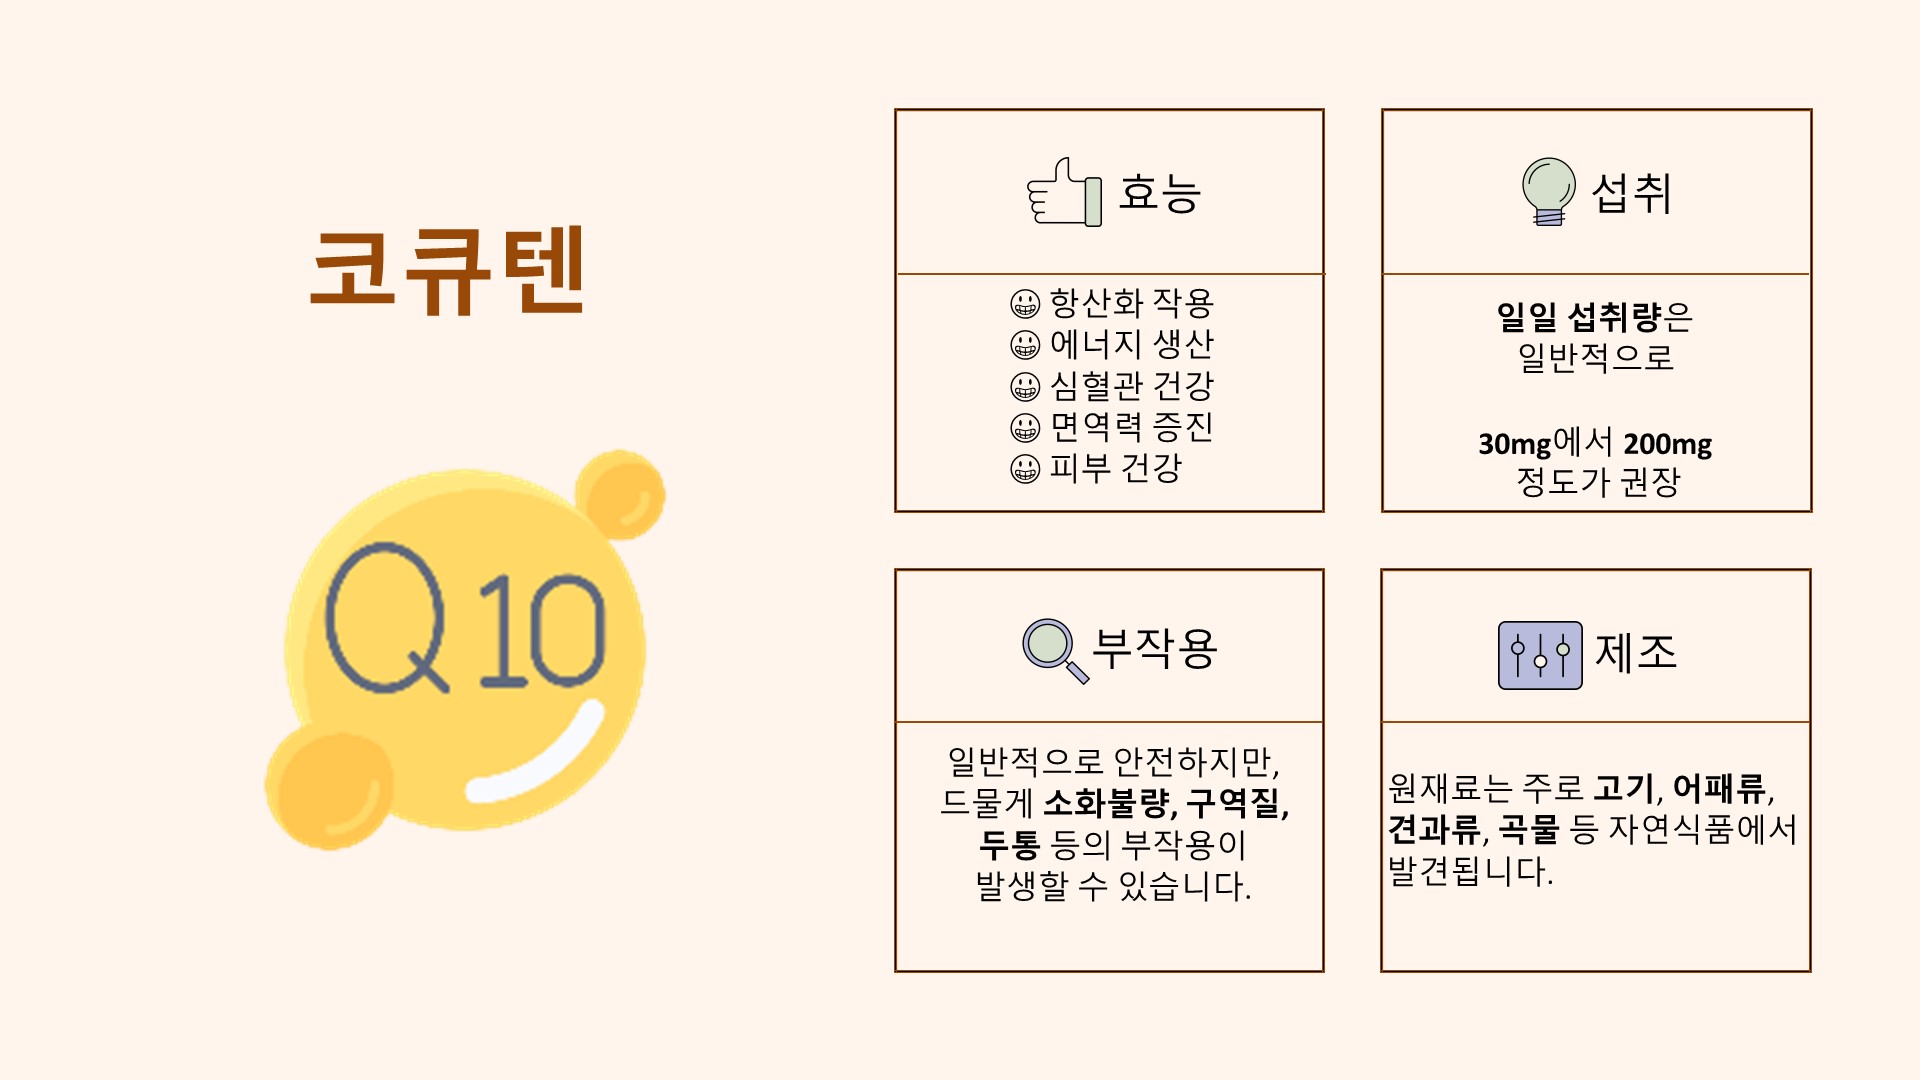 코큐텐
Q10
효능
😀 항산화 작용
😀 에너지 생산
😀 심혈관 건강
😀 면역력 증진
😀 피부 건강
섭취
일일 섭취량은
일반적으로
30mg에서 200mg
정도가 권장
부작용
일반적으로 안전하지만,
드물게 소화불량, 구역질,
두통 등의 부작용이
발생할 수 있습니다.
제조
원재료는 주로 고기, 어패류,
견과류, 곡물 등 자연식품에서
발견됩니다.